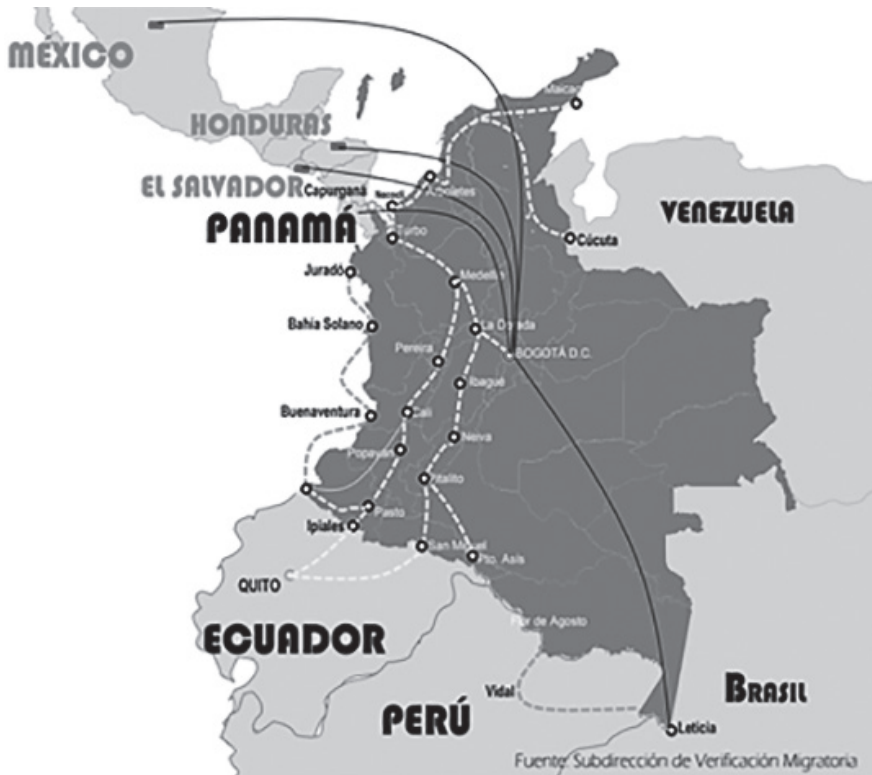 MEXICO
HONDURAS
EL SALVADOR
Maicao
Capurganá
Necoclí
PANAMÁ
VENEZUELA
Turbo
Cúcuta
Juradó
Medellín
Bahía Solano
La Dorada
BOGOTÁ D.C.
Pereira
Ibagué
Buenaventura
Cali
Neiva
Popayán
Pitalito
Pasto
Ipiales
San Miguel
Pto. Asís
QUITO
ECUADOR
Flor de Agosto
Vidal
BRASIL
PERÚ
Leticia
Fuente: Subdirección de Verificación Migratoria